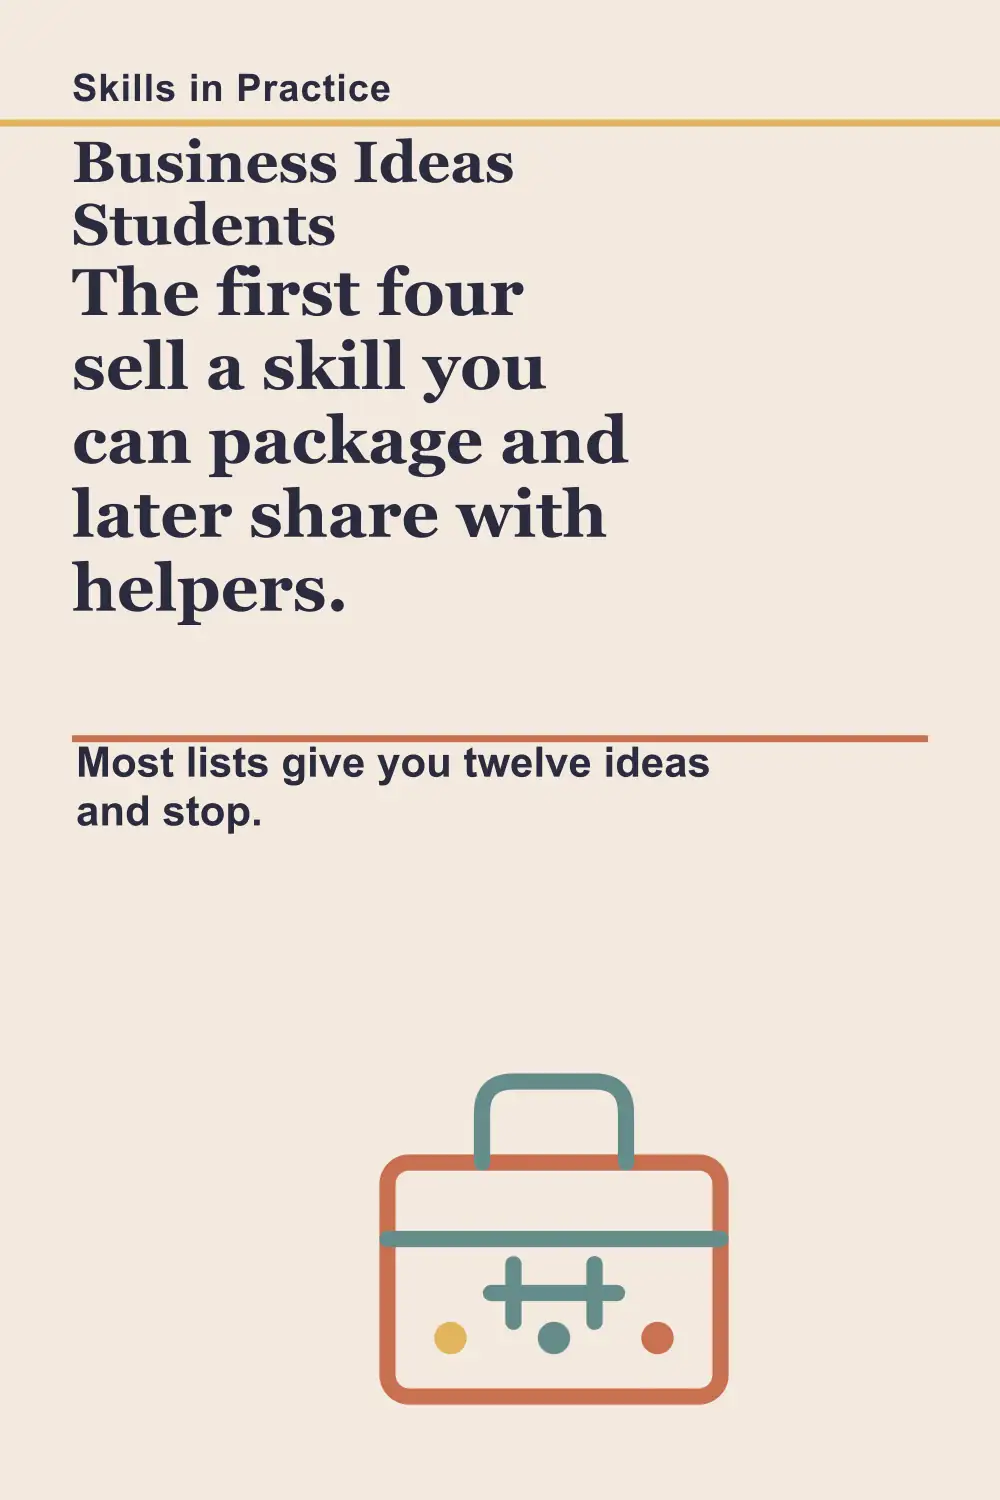 Skills in Practice
Business Ideas
Students
The first four
sell a skill you
can package and
later share with
helpers.
Most lists give you twelve ideas
and stop.